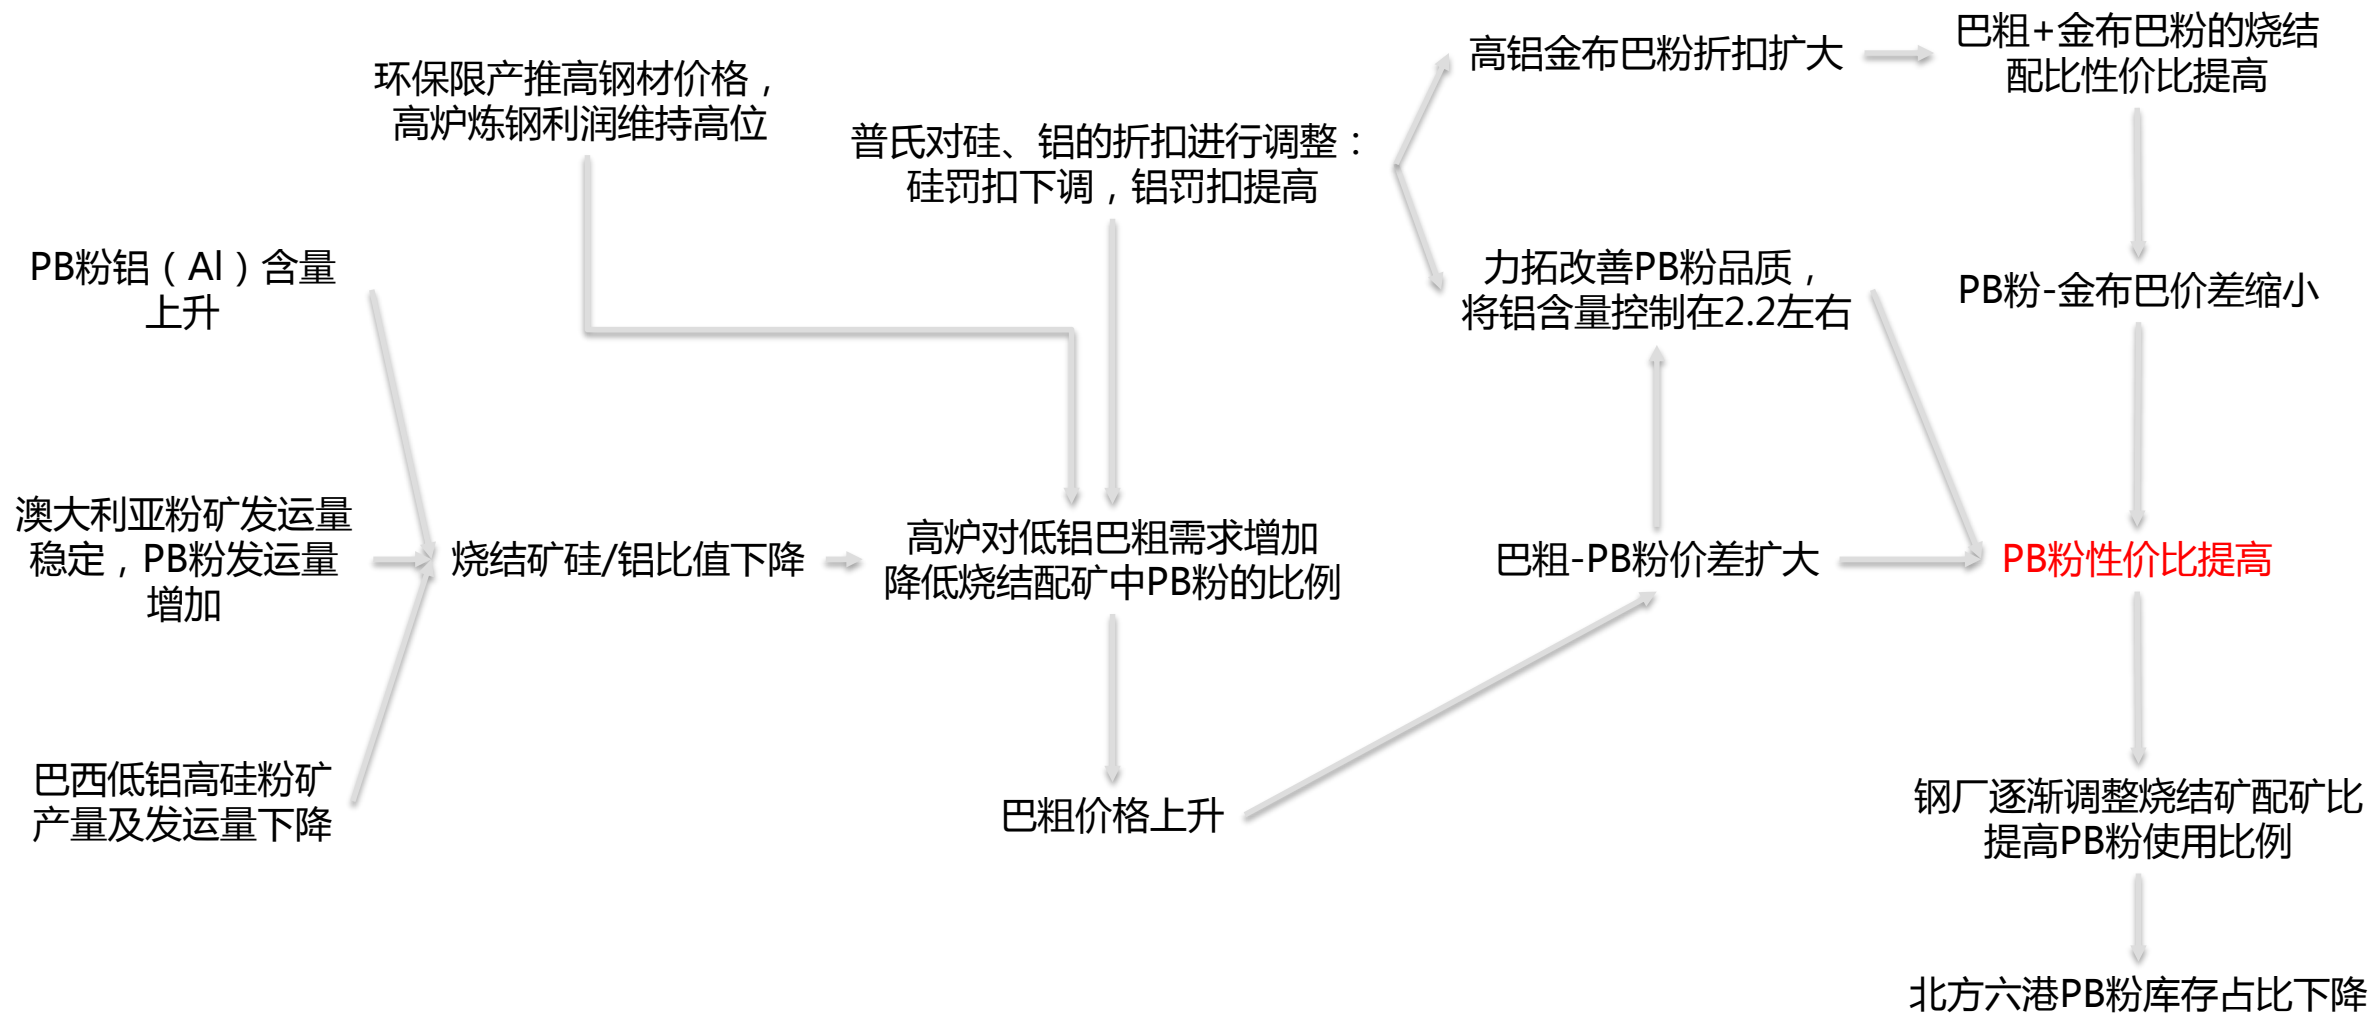 环保限产推高钢材价格，
高炉炼钢利润维持高位
普氏对硅、铝的折扣进行调整：
硅罚扣下调，铝罚扣提高
高铝金布巴粉折扣扩大
巴粗+金布巴粉的烧结
配比性价比提高
PB粉铝（Al）含量
上升
力拓改善PB粉品质，
将铝含量控制在2.2左右
PB粉-金布巴价差缩小
澳大利亚粉矿发运量
稳定，PB粉发运量
增加
烧结矿硅/铝比值下降
高炉对低铝巴粗需求增加
降低烧结配矿中PB粉的比例
巴粗-PB粉价差扩大
PB粉性价比提高
巴西低铝高硅粉矿
产量及发运量下降
巴粗价格上升
钢厂逐渐调整烧结矿配矿比
提高PB粉使用比例
北方六港PB粉库存占比下降